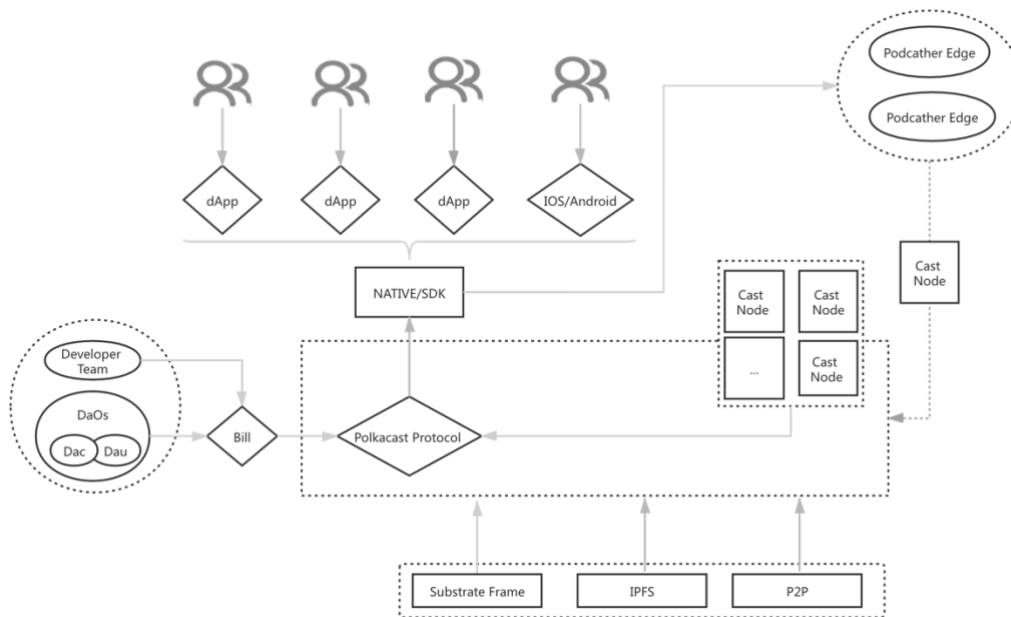 Podcather Edge
Podcather Edge
dApp
dApp
dApp
IOS/Android
NATIVE/SDK
Cast
Node
Cast
Node
Cast
Node
...
Cast
Node
Developer
Team
DaOs
Dac
Dau
Bill
Polkacast Protocol
Substrate Frame
IPFS
P2P